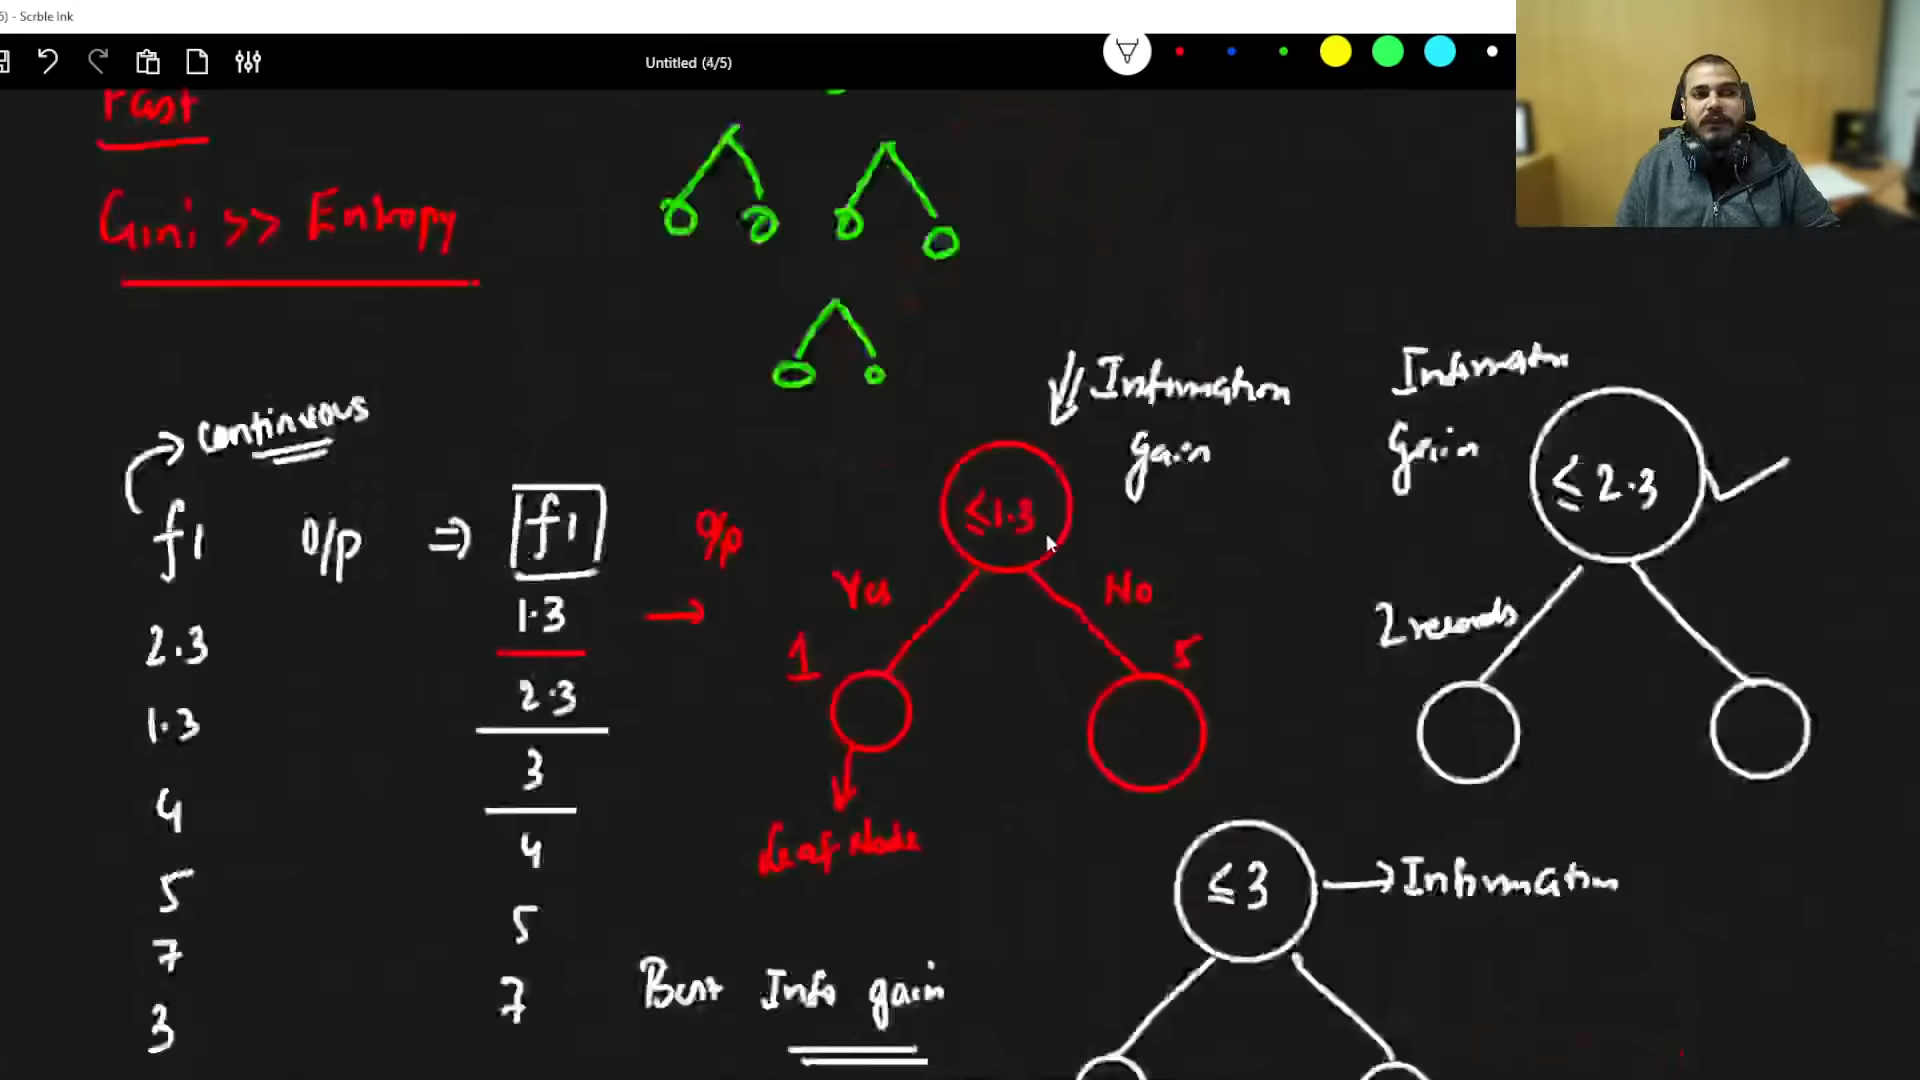 5) - Scrble Ink
Untitled (4/5)
Fast
Gini >> Entropy
continuous
f1 O/p ⇒ f1
2.3
1.3
4
5
7
3
1.3
2.3
3
4
5
7
O/p
Information
gain
≤1.3
Yes
No
1
5
Leaf Node
Information
gain
≤ 2.3
2 records
≤ 3
Information
Best Info gain